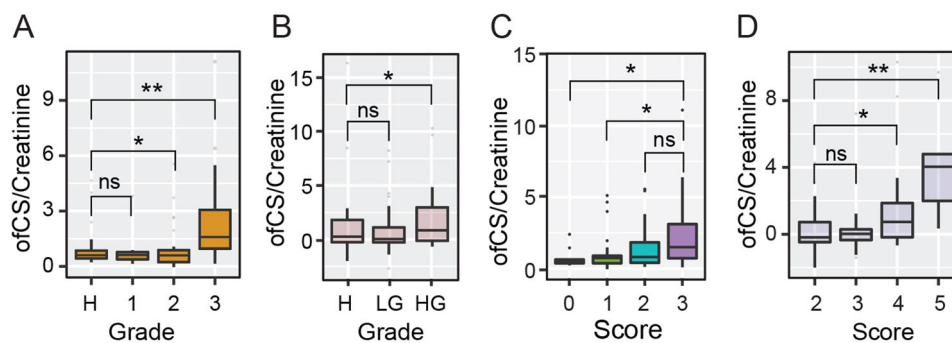 A
ofCS/Creatinine
9
6
3
0
**
*
ns
H 1 2 3
Grade
B
ofCS/Creatinine
15
10
5
0
*
ns
H LG HG
Grade
C
ofCS/Creatinine
15
10
5
0
*
*
ns
0 1 2 3
Score
D
ofCS/Creatinine
8
4
0
**
*
ns
2 3 4 5
Score